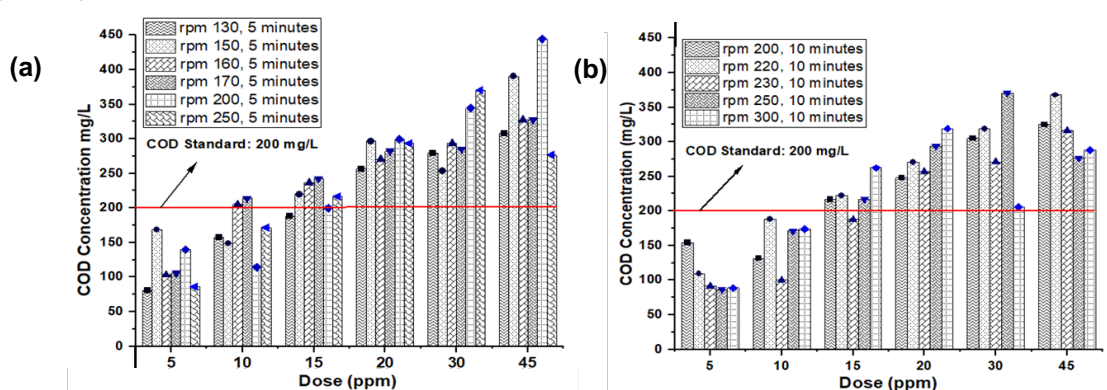 (a)
COD Concentration mg/L
450
400
350
300
250
200
150
100
50
0
rpm 130, 5 minutes
rpm 150, 5 minutes
rpm 160, 5 minutes
rpm 170, 5 minutes
rpm 200, 5 minutes
rpm 250, 5 minutes
COD Standard: 200 mg/L
5 10 15 20 30 45
Dose (ppm)
(b)
COD Concentration (mg/L)
450
400
350
300
250
200
150
100
50
0
rpm 200, 10 minutes
rpm 220, 10 minutes
rpm 230, 10 minutes
rpm 250, 10 minutes
rpm 300, 10 minutes
COD Standard: 200 mg/L
5 10 15 20 30 45
Dose (ppm)